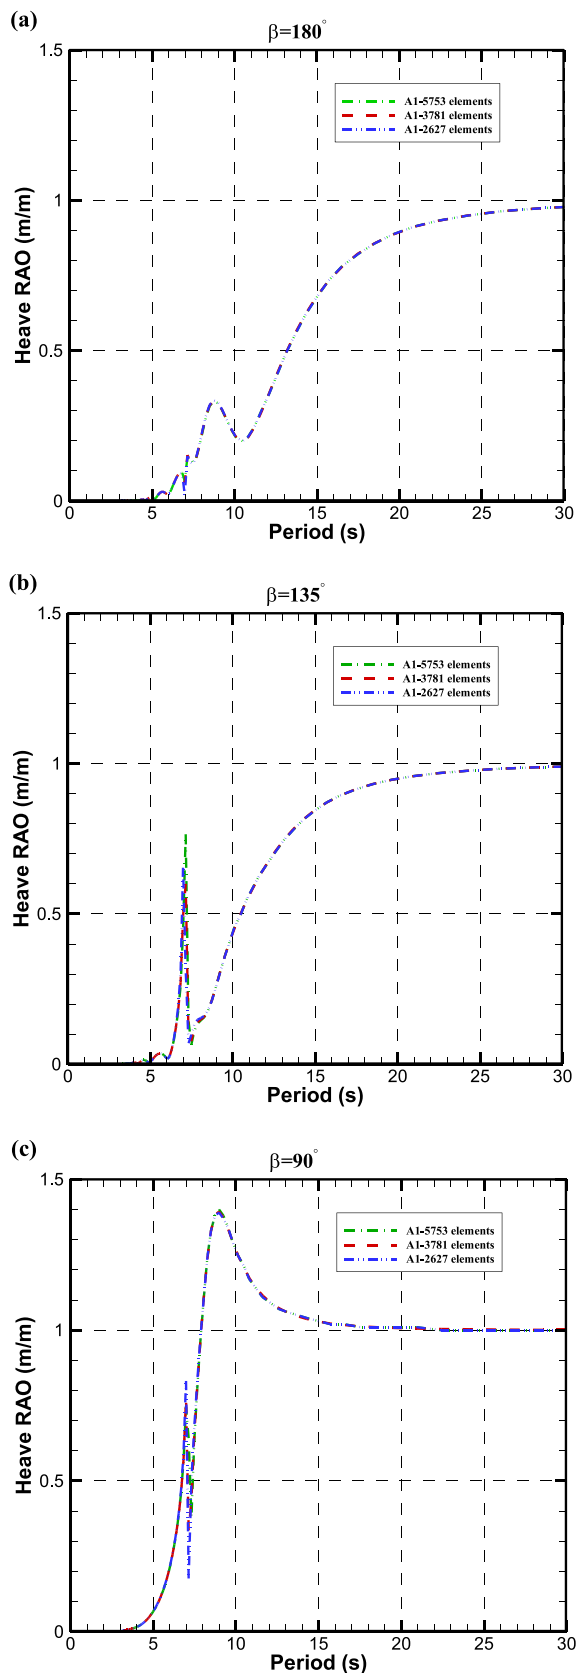 (a)
β=180°
1.5
A1-5753 elements
A1-3781 elements
A1-2627 elements
1
Heave RAO (m/m)
0.5
0
0 5 10 15 20 25 30
Period (s)
(b)
β=135°
1.5
A1-5753 elements
A1-3781 elements
A1-2627 elements
1
Heave RAO (m/m)
0.5
0
0 5 10 15 20 25 30
Period (s)
(c)
β=90°
1.5
A1-5753 elements
A1-3781 elements
A1-2627 elements
1
Heave RAO (m/m)
0.5
0
0 5 10 15 20 25 30
Period (s)